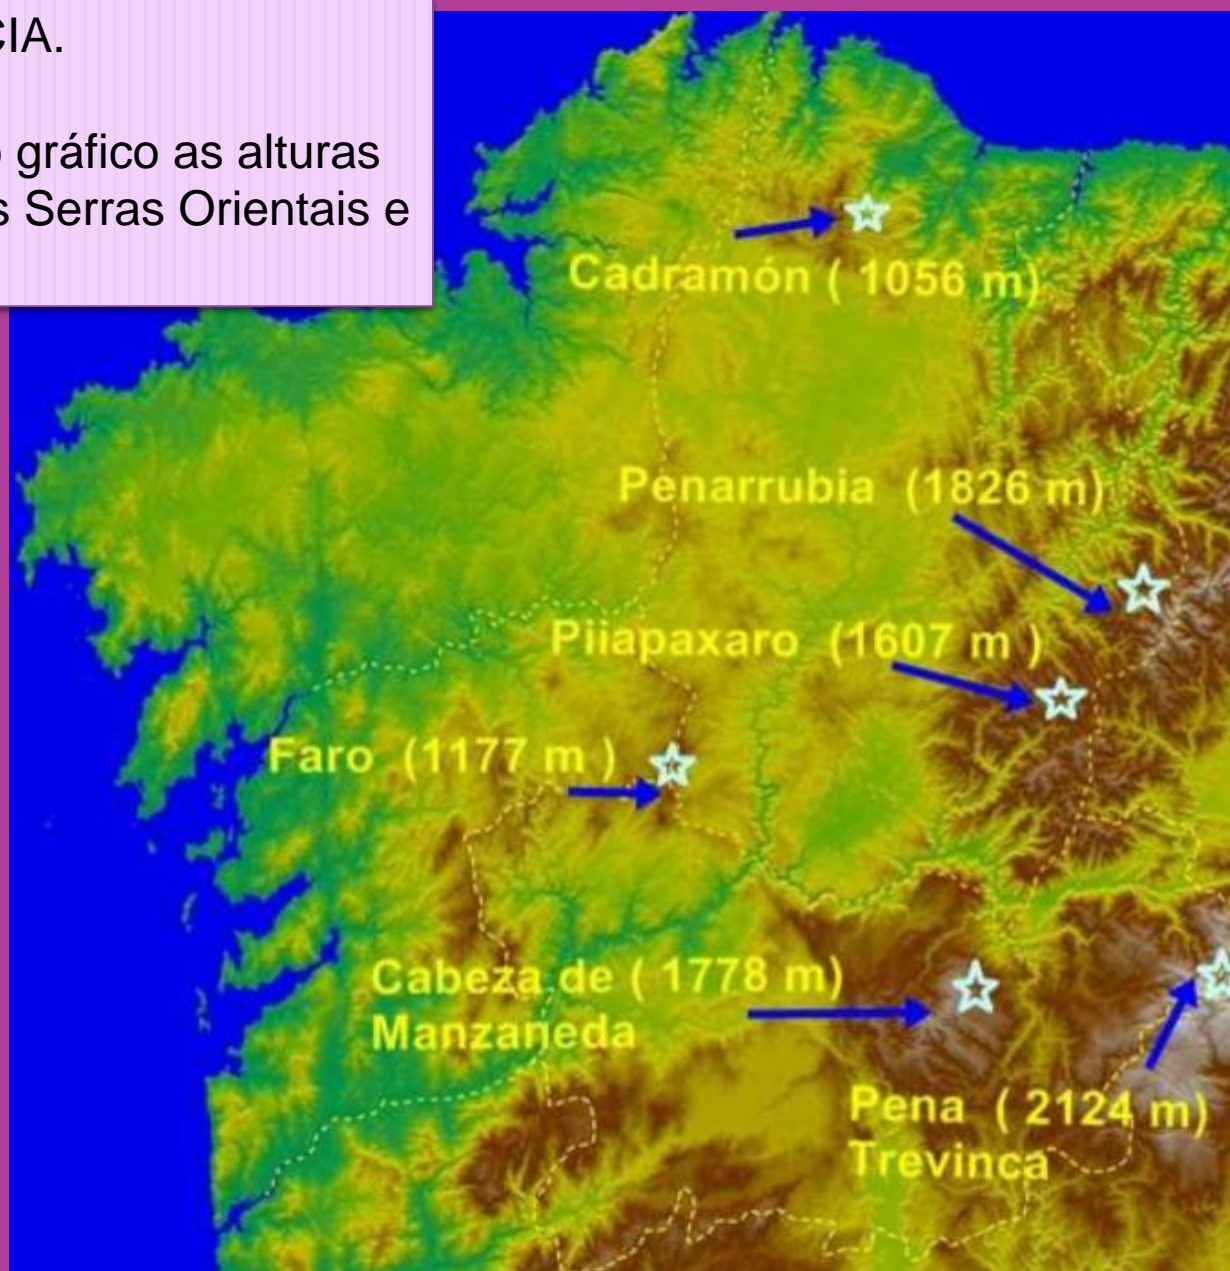 CIA.
gráfico as alturas
s Serras Orientais e
Cadramón ( 1056 m)
Penarrubia (1826 m)
Piiapaxaro (1607 m )
Faro (1177 m )
Cabeza de ( 1778 m)
Manzaneda
Pena ( 2124 m)
Trevinca